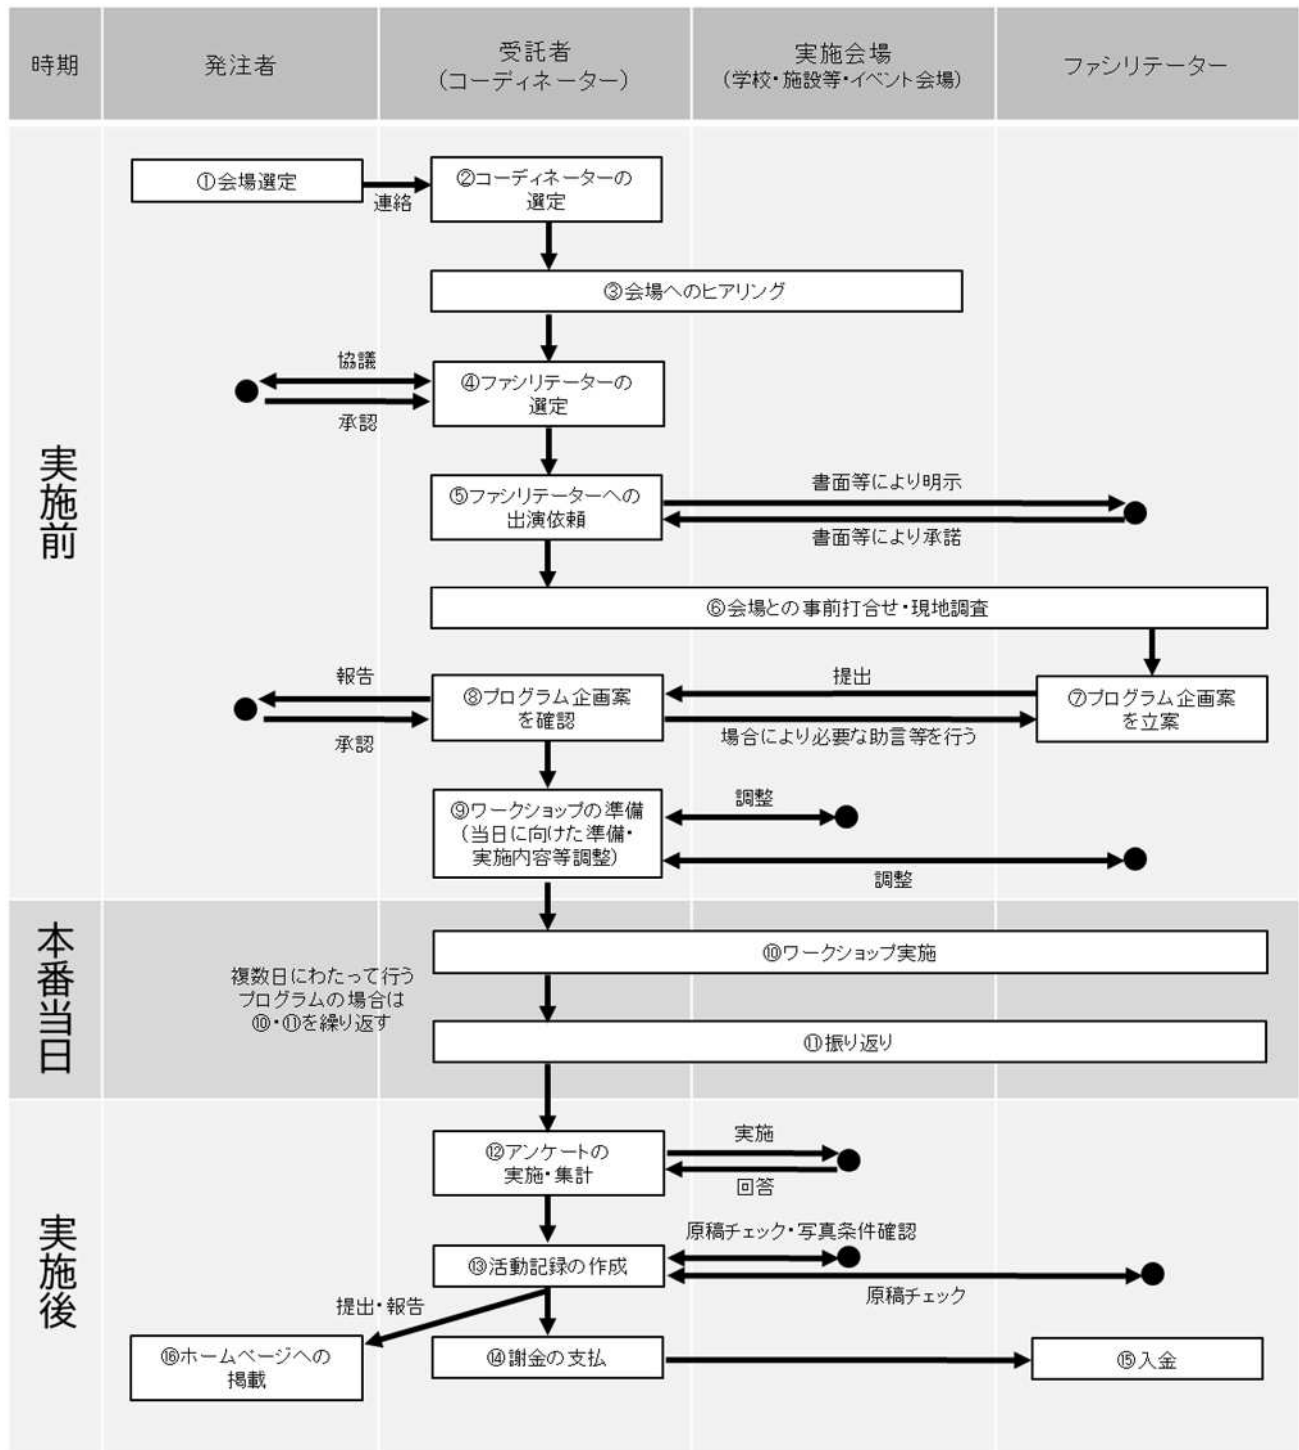 時期
発注者
受託者
（コーディネーター）
実施会場
（学校・施設等・イベント会場）
ファシリテーター
実施前
①会場選定
連絡
②コーディネーターの
選定
③会場へのヒアリング
協議
承認
④ファシリテーターの
選定
⑤ファシリテーターへの
出演依頼
書面等により明示
書面等により承諾
⑥会場との事前打合せ・現地調査
報告
承認
⑧プログラム企画案
を確認
提出
場合により必要な助言等を行う
⑦プログラム企画案
を立案
⑨ワークショップの準備
（当日に向けた準備・
実施内容等調整）
調整
調整
本番当日
複数日にわたって行う
プログラムの場合は
⑩・⑪を繰り返す
⑩ワークショップ実施
⑪振り返り
実施後
⑫アンケートの
実施・集計
実施
回答
⑬活動記録の作成
原稿チェック・写真条件確認
原稿チェック
提出・報告
⑯ホームページへの
掲載
⑭謝金の支払
⑮入金